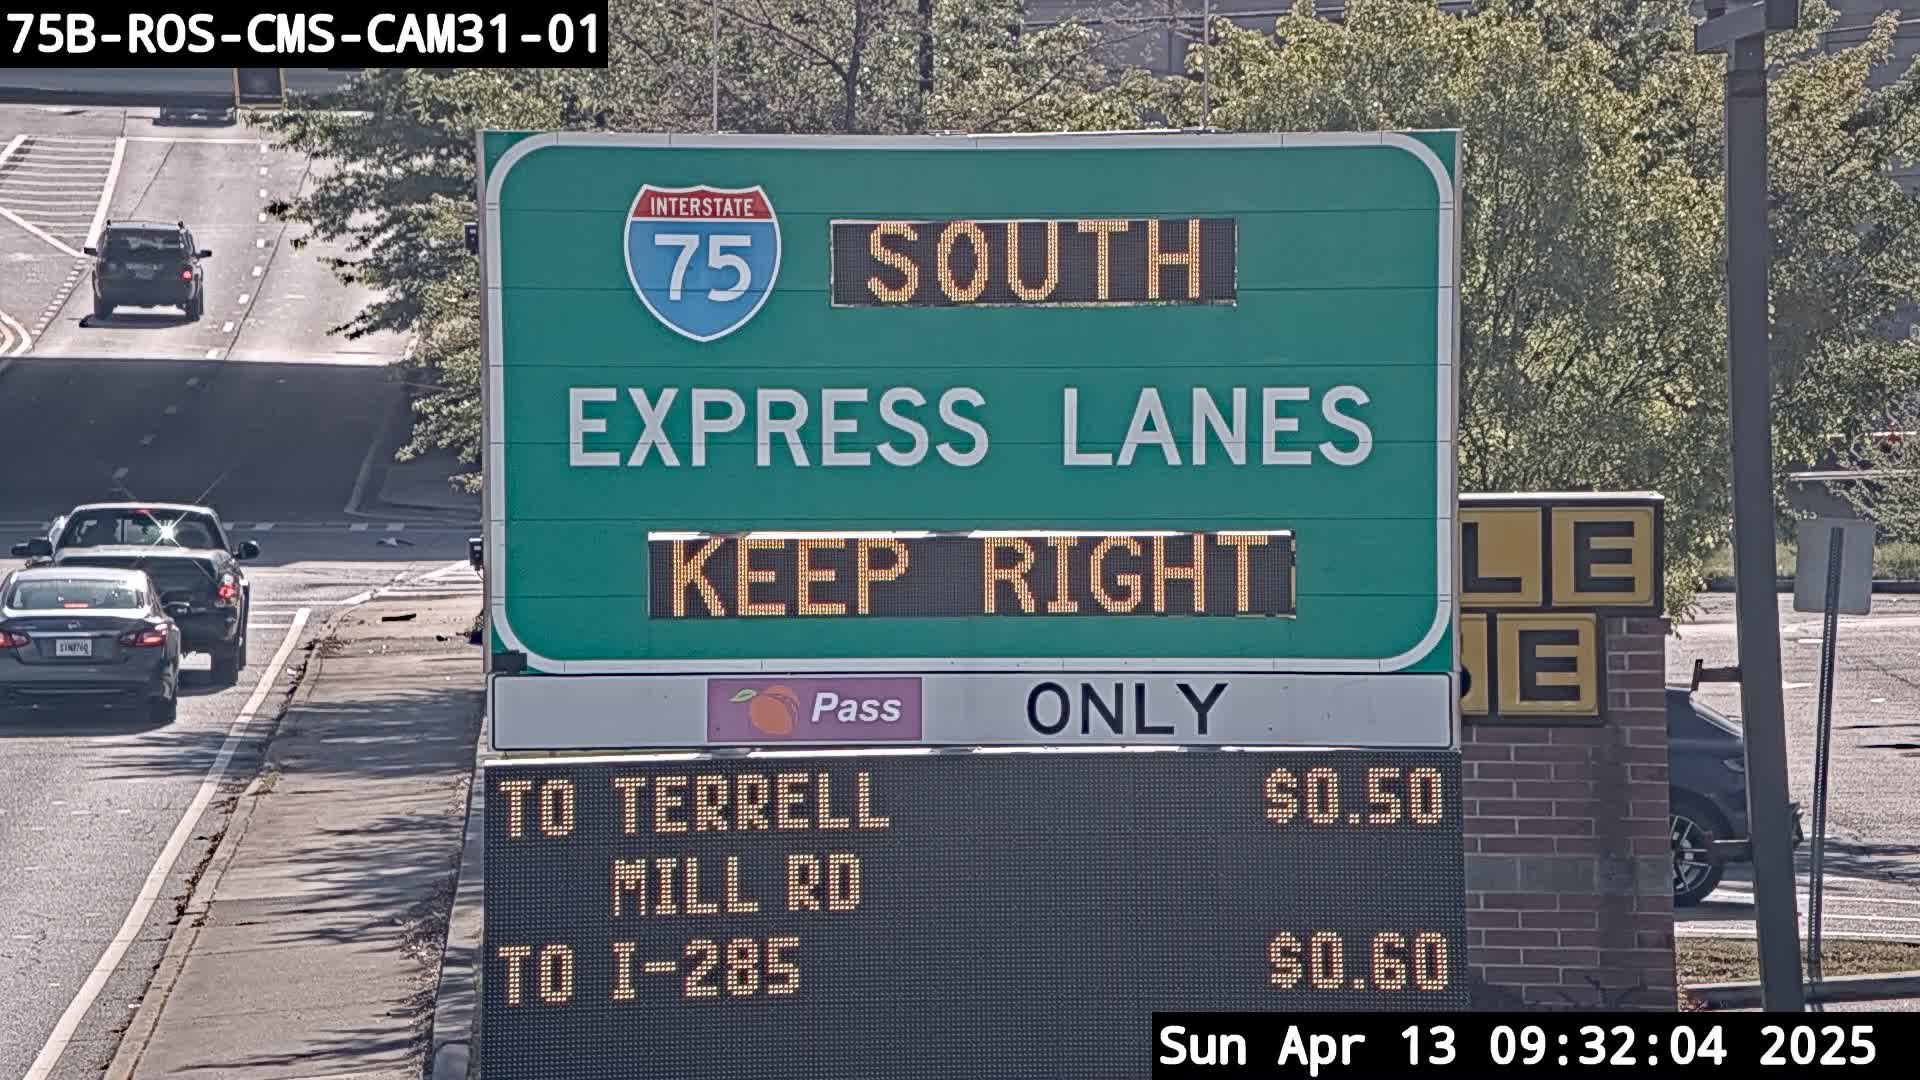 75B-ROS-CMS-CAM31-01
INTERSTATE
75
SOUTH
EXPRESS LANES
KEEP RIGHT
Pass ONLY
TO TERRELL $0.50
MILL RD
TO I-285 $0.60
LE
E
Sun Apr 13 09:32:04 2025